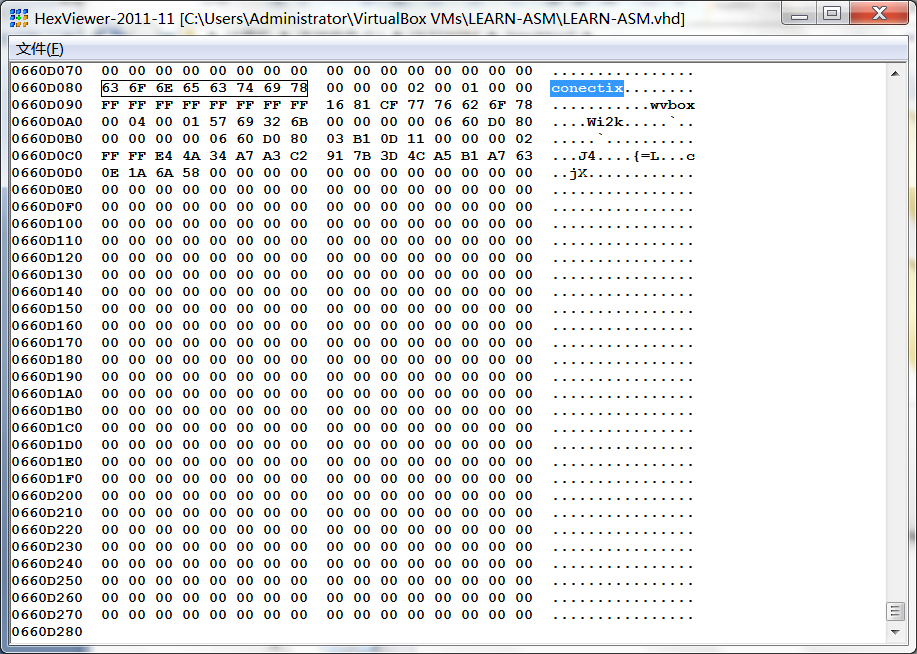 HexViewer-2011-11 [C:\Users\Administrator\VirtualBox VMs\LEARN-ASM\LEARN-ASM.vhd]
文件(F)
0660D070 00 00 00 00 00 00 00 00 00 00 00 00 00 00 00 00 ................
0660D080 63 6F 6E 65 63 74 69 78 00 00 00 02 00 01 00 00 conectix........
0660D090 FF FF FF FF FF FF FF FF 16 81 CF 77 76 62 6F 78 ...........wvbox
0660D0A0 00 04 00 01 57 69 32 6B 00 00 00 00 06 60 D0 80 ....Wi2k.....`..
0660D0B0 00 00 00 00 06 60 D0 80 03 B1 0D 11 00 00 00 02 .....`..........
0660D0C0 FF FF E4 4A 34 A7 A3 C2 91 7B 3D 4C A5 B1 A7 63 ...J4....{=L...c
0660D0D0 0E 1A 6A 58 00 00 00 00 00 00 00 00 00 00 00 00 ..jX............
0660D0E0 00 00 00 00 00 00 00 00 00 00 00 00 00 00 00 00 ................
0660D0F0 00 00 00 00 00 00 00 00 00 00 00 00 00 00 00 00 ................
0660D100 00 00 00 00 00 00 00 00 00 00 00 00 00 00 00 00 ................
0660D110 00 00 00 00 00 00 00 00 00 00 00 00 00 00 00 00 ................
0660D120 00 00 00 00 00 00 00 00 00 00 00 00 00 00 00 00 ................
0660D130 00 00 00 00 00 00 00 00 00 00 00 00 00 00 00 00 ................
0660D140 00 00 00 00 00 00 00 00 00 00 00 00 00 00 00 00 ................
0660D150 00 00 00 00 00 00 00 00 00 00 00 00 00 00 00 00 ................
0660D160 00 00 00 00 00 00 00 00 00 00 00 00 00 00 00 00 ................
0660D170 00 00 00 00 00 00 00 00 00 00 00 00 00 00 00 00 ................
0660D180 00 00 00 00 00 00 00 00 00 00 00 00 00 00 00 00 ................
0660D190 00 00 00 00 00 00 00 00 00 00 00 00 00 00 00 00 ................
0660D1A0 00 00 00 00 00 00 00 00 00 00 00 00 00 00 00 00 ................
0660D1B0 00 00 00 00 00 00 00 00 00 00 00 00 00 00 00 00 ................
0660D1C0 00 00 00 00 00 00 00 00 00 00 00 00 00 00 00 00 ................
0660D1D0 00 00 00 00 00 00 00 00 00 00 00 00 00 00 00 00 ................
0660D1E0 00 00 00 00 00 00 00 00 00 00 00 00 00 00 00 00 ................
0660D1F0 00 00 00 00 00 00 00 00 00 00 00 00 00 00 00 00 ................
0660D200 00 00 00 00 00 00 00 00 00 00 00 00 00 00 00 00 ................
0660D210 00 00 00 00 00 00 00 00 00 00 00 00 00 00 00 00 ................
0660D220 00 00 00 00 00 00 00 00 00 00 00 00 00 00 00 00 ................
0660D230 00 00 00 00 00 00 00 00 00 00 00 00 00 00 00 00 ................
0660D240 00 00 00 00 00 00 00 00 00 00 00 00 00 00 00 00 ................
0660D250 00 00 00 00 00 00 00 00 00 00 00 00 00 00 00 00 ................
0660D260 00 00 00 00 00 00 00 00 00 00 00 00 00 00 00 00 ................
0660D270 00 00 00 00 00 00 00 00 00 00 00 00 00 00 00 00 ................
0660D280